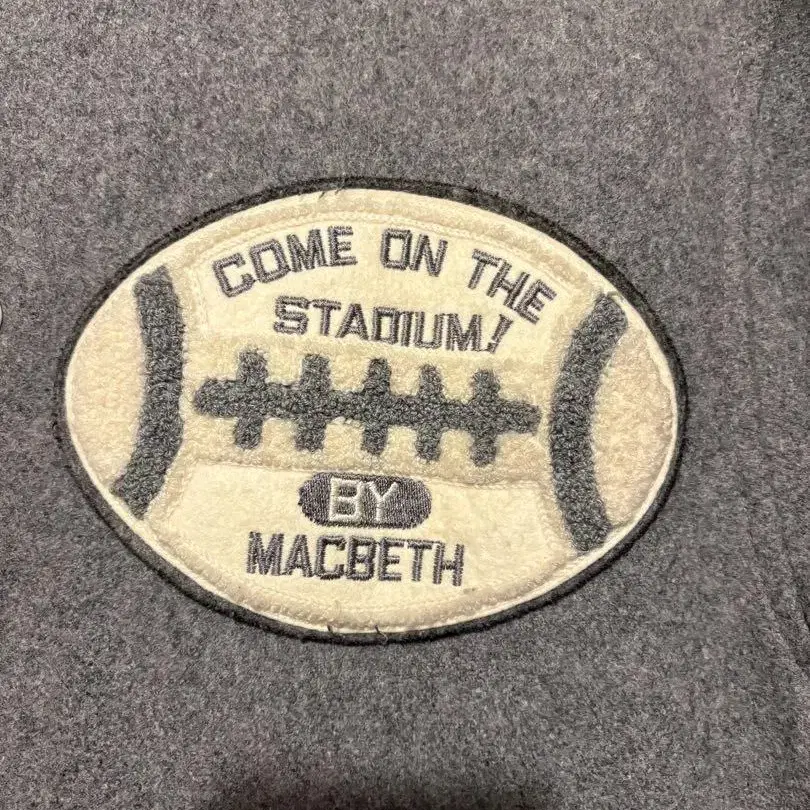 COME ON THE
STADIUM!
BY
MACBETH